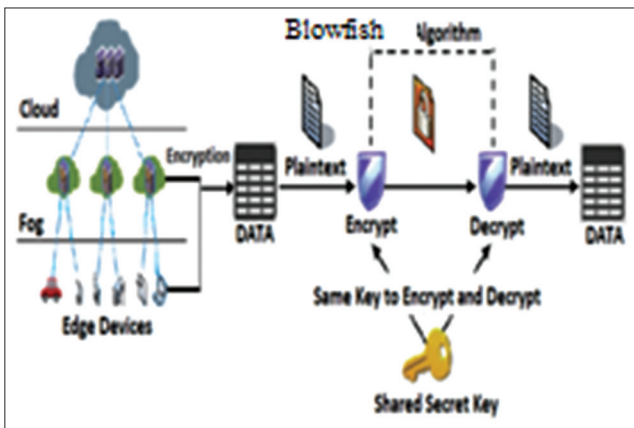 Blowfish Algorithm
Cloud
Encryption
Plaintext
Plaintext
Fog
DATA
Encrypt
Decrypt
DATA
Edge Devices
Same Key to Encrypt and Decrypt
Shared Secret Key